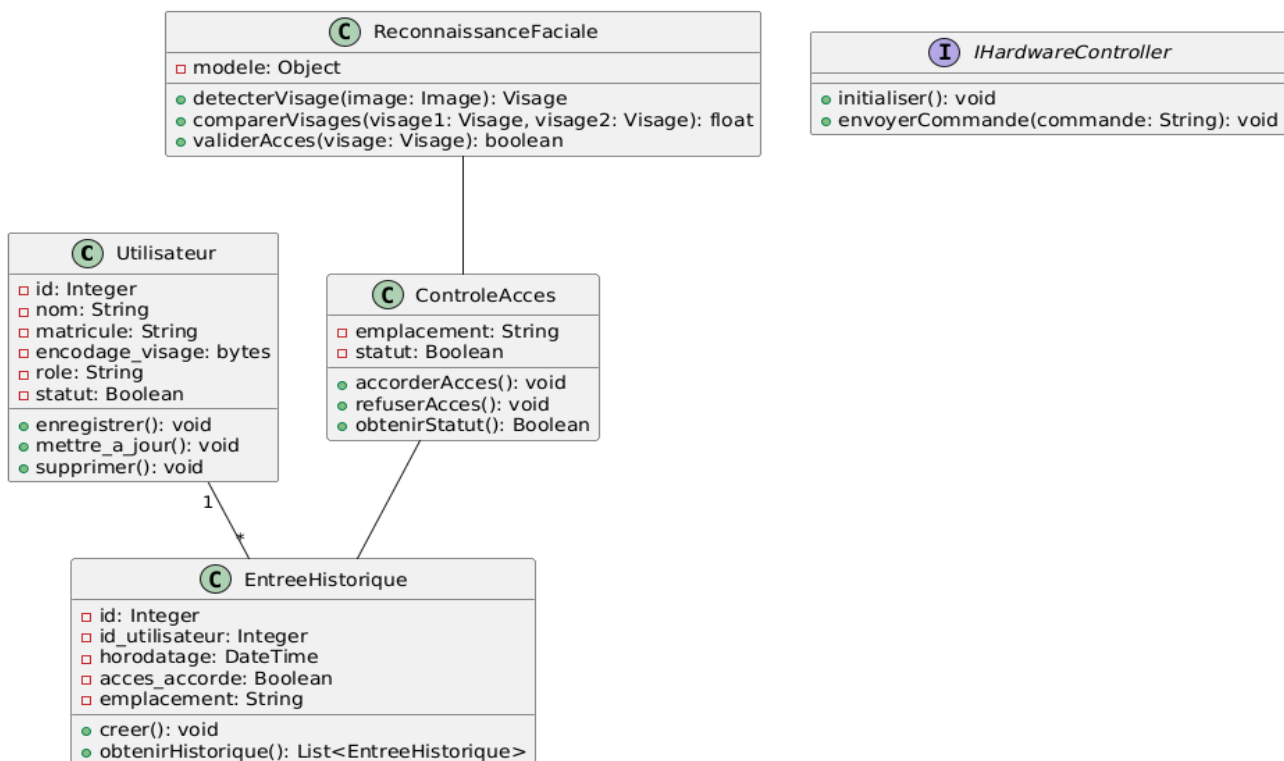 C ReconnaissanceFaciale
modele: Object
detecterVisage(image: Image): Visage
comparerVisages(visage1: Visage, visage2: Visage): float
validerAcces(visage: Visage): boolean
I IHardwareController
initialiser(): void
envoyerCommande(commande: String): void
C Utilisateur
id: Integer
nom: String
matricule: String
encodage_visage: bytes
role: String
statut: Boolean
enregistrer(): void
mettre_a_jour(): void
supprimer(): void
C ControleAcces
emplacement: String
statut: Boolean
accorderAcces(): void
refuserAcces(): void
obtenirStatut(): Boolean
1
*
C EntreeHistorique
id: Integer
id_utilisateur: Integer
horodatage: DateTime
acces_accorde: Boolean
emplacement: String
creer(): void
obtenirHistorique(): List<EntreeHistorique>